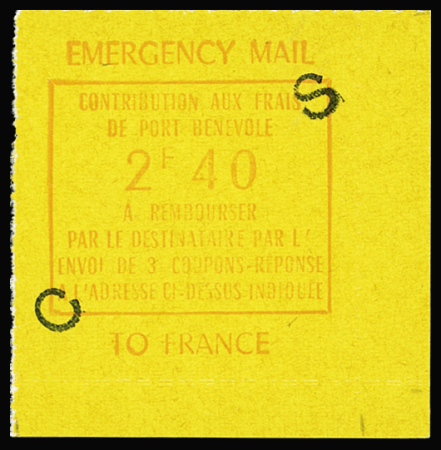 EMERGENCY MAIL
S
CONTRIBUTION AUX FRAIS
DE PORT BENEVOLE
2F 40
A REMBOURSER
PAR LE DESTINATAIRE PAR L'
ENVOI DE 3 COUPONS-REPONSE
A L'ADRESSE CI-DESSUS INDIQUEE
C
TO FRANCE